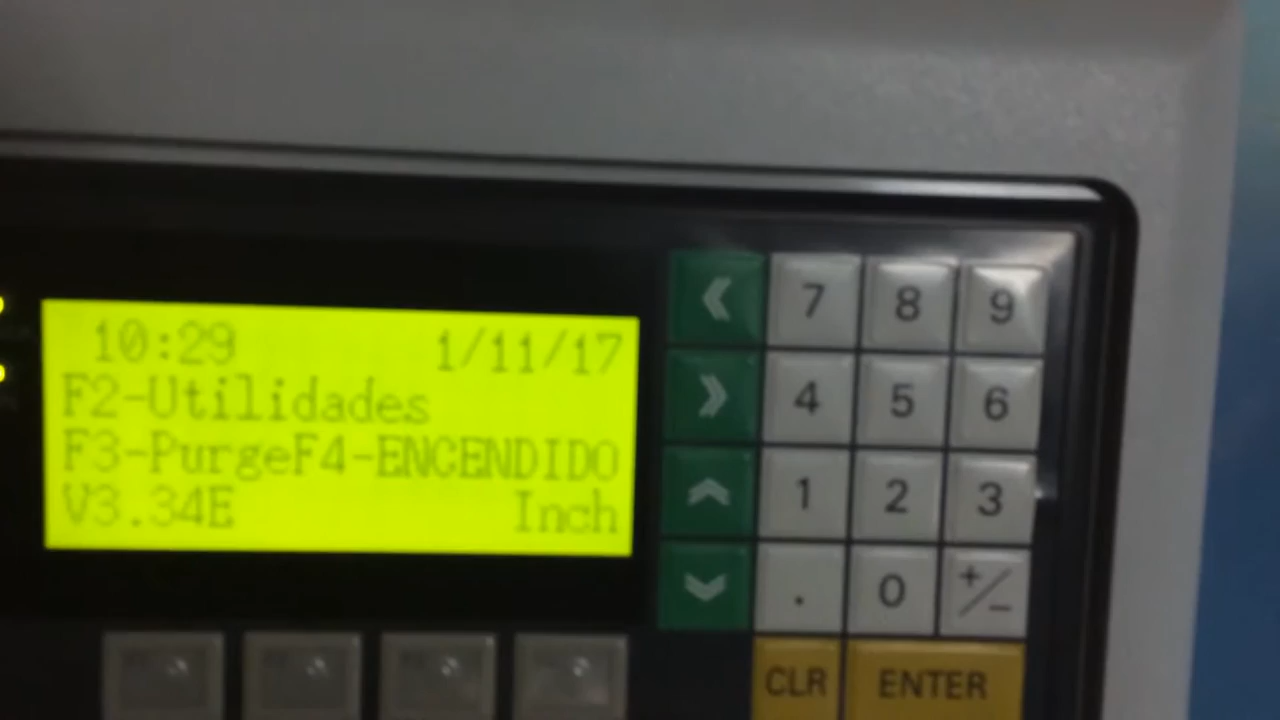 10:29 1/11/17
F2-Utilidades
F3-PurgeF4-ENCENDIDO
V3.34E Inch
7 8 9
4 5 6
1 2 3
. 0 +/-
CLR ENTER